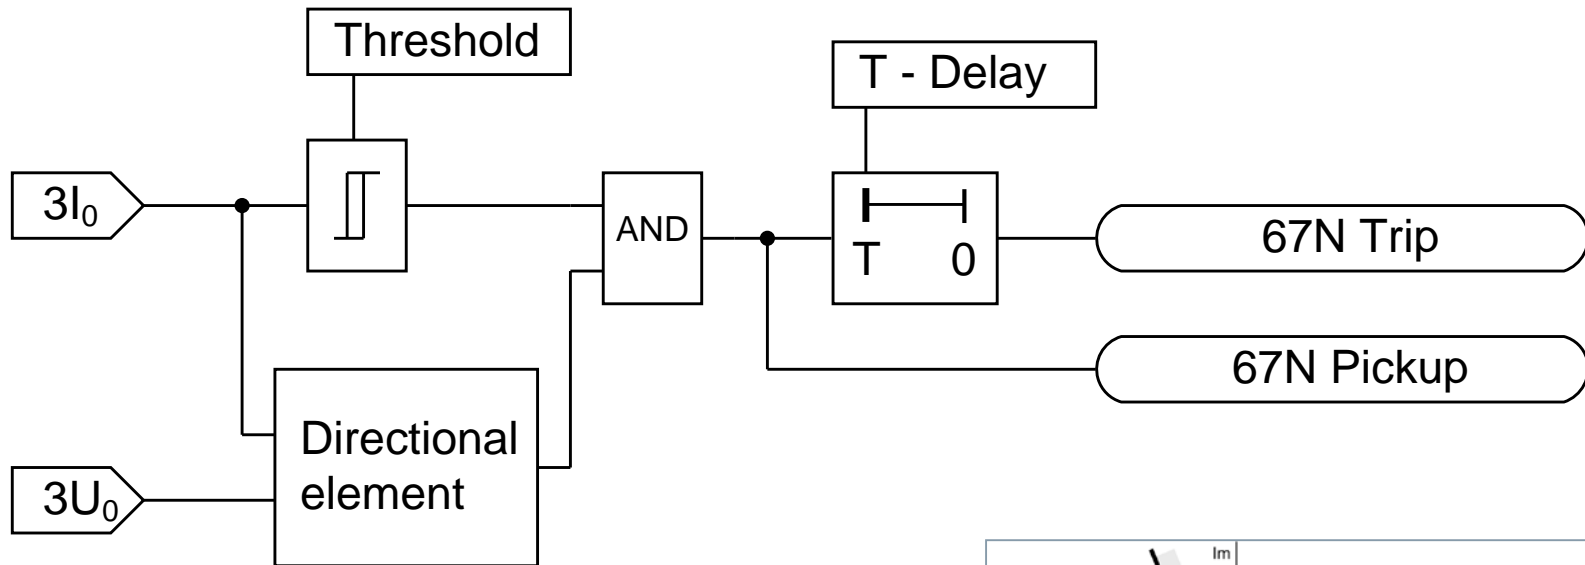 Threshold
T - Delay
3I₀
AND
T 0
67N Trip
67N Pickup
Directional
element
3U₀
Im